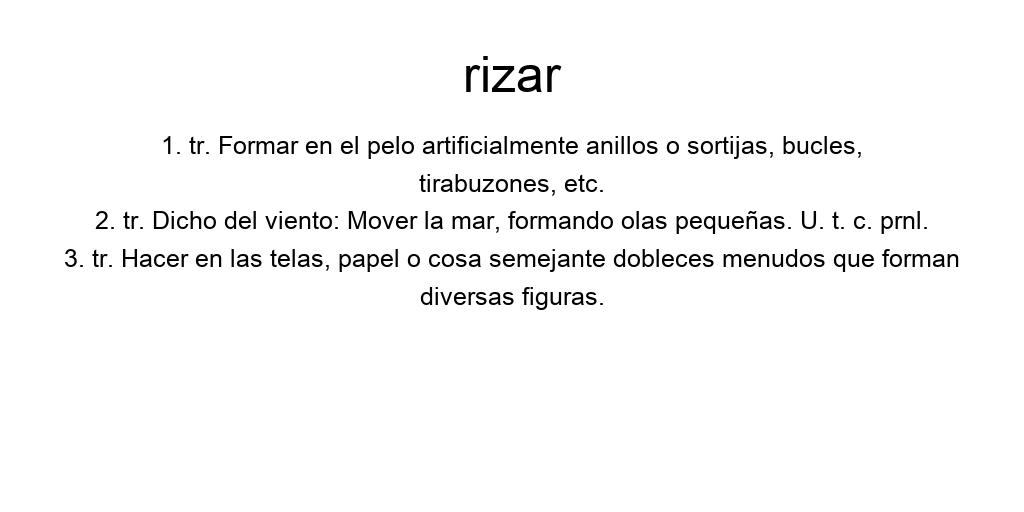 rizar
1. tr. Formar en el pelo artificialmente anillos o sortijas, bucles,
tirabuzones, etc.
2. tr. Dicho del viento: Mover la mar, formando olas pequeñas. U. t. c. prnl.
3. tr. Hacer en las telas, papel o cosa semejante dobleces menudos que forman
diversas figuras.